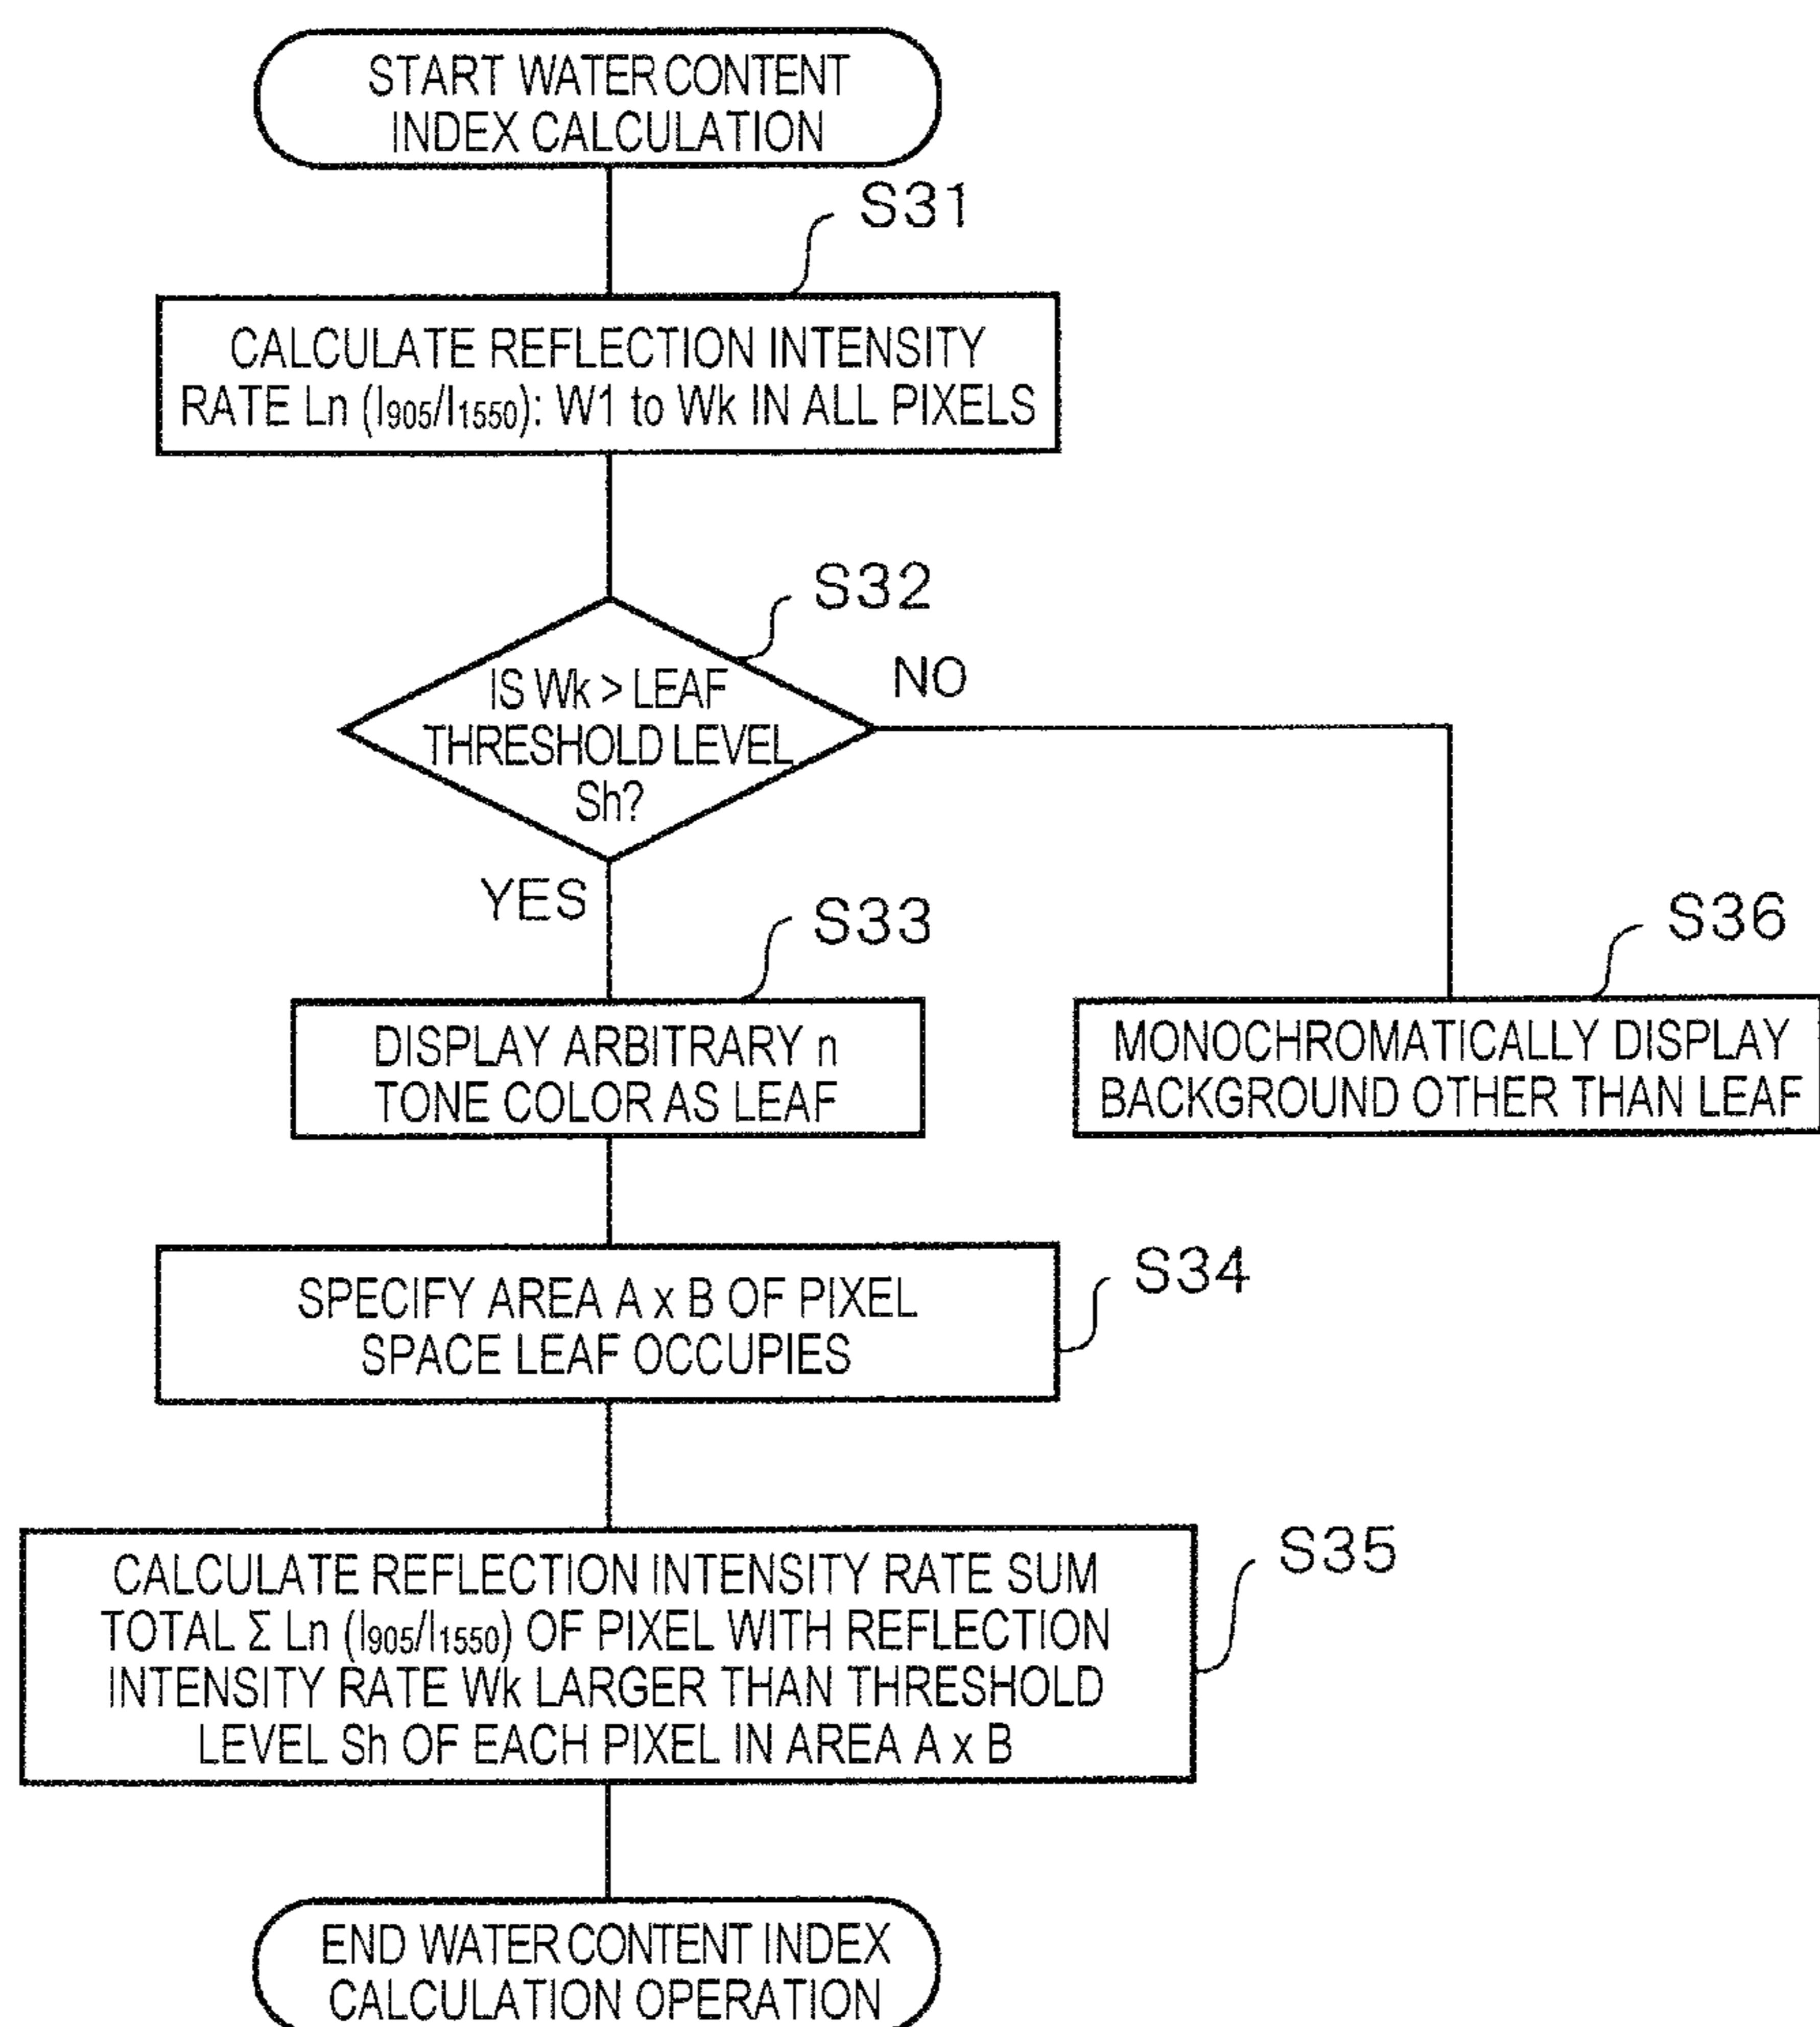 START WATER CONTENT
INDEX CALCULATION
S31
CALCULATE REFLECTION INTENSITY
RATE Ln (I905/I1550): W1 to Wk IN ALL PIXELS
S32
IS Wk > LEAF
THRESHOLD LEVEL
Sh?
NO
YES
S33
DISPLAY ARBITRARY n
TONE COLOR AS LEAF
S36
MONOCHROMATICALLY DISPLAY
BACKGROUND OTHER THAN LEAF
S34
SPECIFY AREA A x B OF PIXEL
SPACE LEAF OCCUPIES
S35
CALCULATE REFLECTION INTENSITY RATE SUM
TOTAL Σ Ln (I905/I1550) OF PIXEL WITH REFLECTION
INTENSITY RATE Wk LARGER THAN THRESHOLD
LEVEL Sh OF EACH PIXEL IN AREA A x B
END WATER CONTENT INDEX
CALCULATION OPERATION